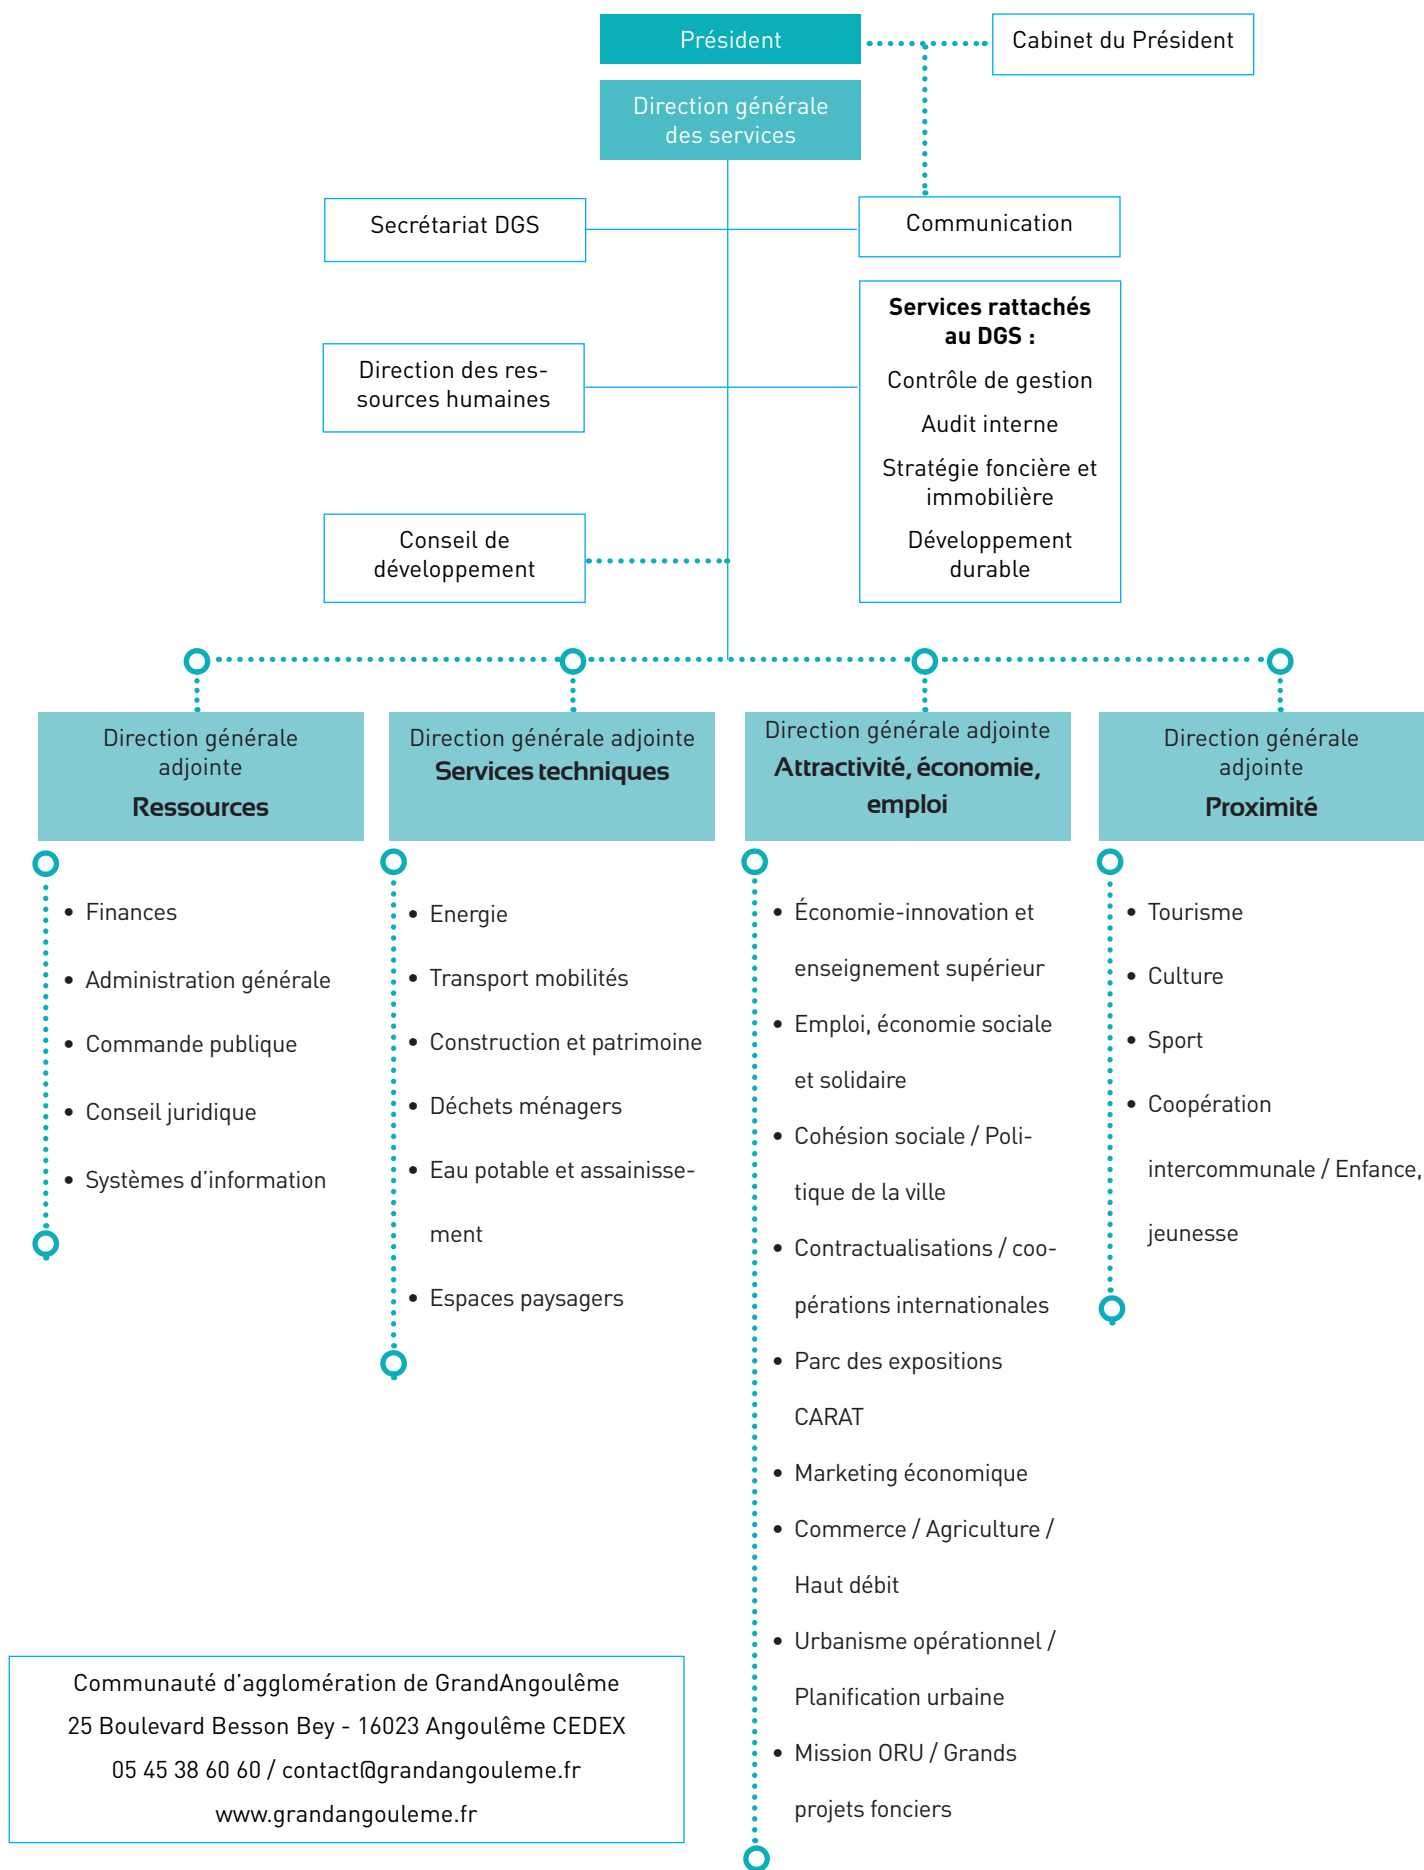 Président
Cabinet du Président
Direction générale
des services
Secrétariat DGS
Communication
Services rattachés
au DGS :
Contrôle de gestion
Audit interne
Stratégie foncière et
immobilière
Développement
durable
Direction des res-
sources humaines
Conseil de
développement
Direction générale
adjointe
Ressources
• Finances
• Administration générale
• Commande publique
• Conseil juridique
• Systèmes d'information
Direction générale adjointe
Services techniques
• Energie
• Transport mobilités
• Construction et patrimoine
• Déchets ménagers
• Eau potable et assainisse-
ment
• Espaces paysagers
Direction générale adjointe
Attractivité, économie,
emploi
• Économie-innovation et
enseignement supérieur
• Emploi, économie sociale
et solidaire
• Cohésion sociale / Poli-
tique de la ville
• Contractualisations / coo-
pérations internationales
• Parc des expositions
CARAT
• Marketing économique
• Commerce / Agriculture /
Haut débit
• Urbanisme opérationnel /
Planification urbaine
• Mission ORU / Grands
projets fonciers
Direction générale
adjointe
Proximité
• Tourisme
• Culture
• Sport
• Coopération
intercommunale / Enfance,
jeunesse
Communauté d'agglomération de GrandAngoulême
25 Boulevard Besson Bey - 16023 Angoulême CEDEX
05 45 38 60 60 / contact@grandangouleme.fr
www.grandangouleme.fr